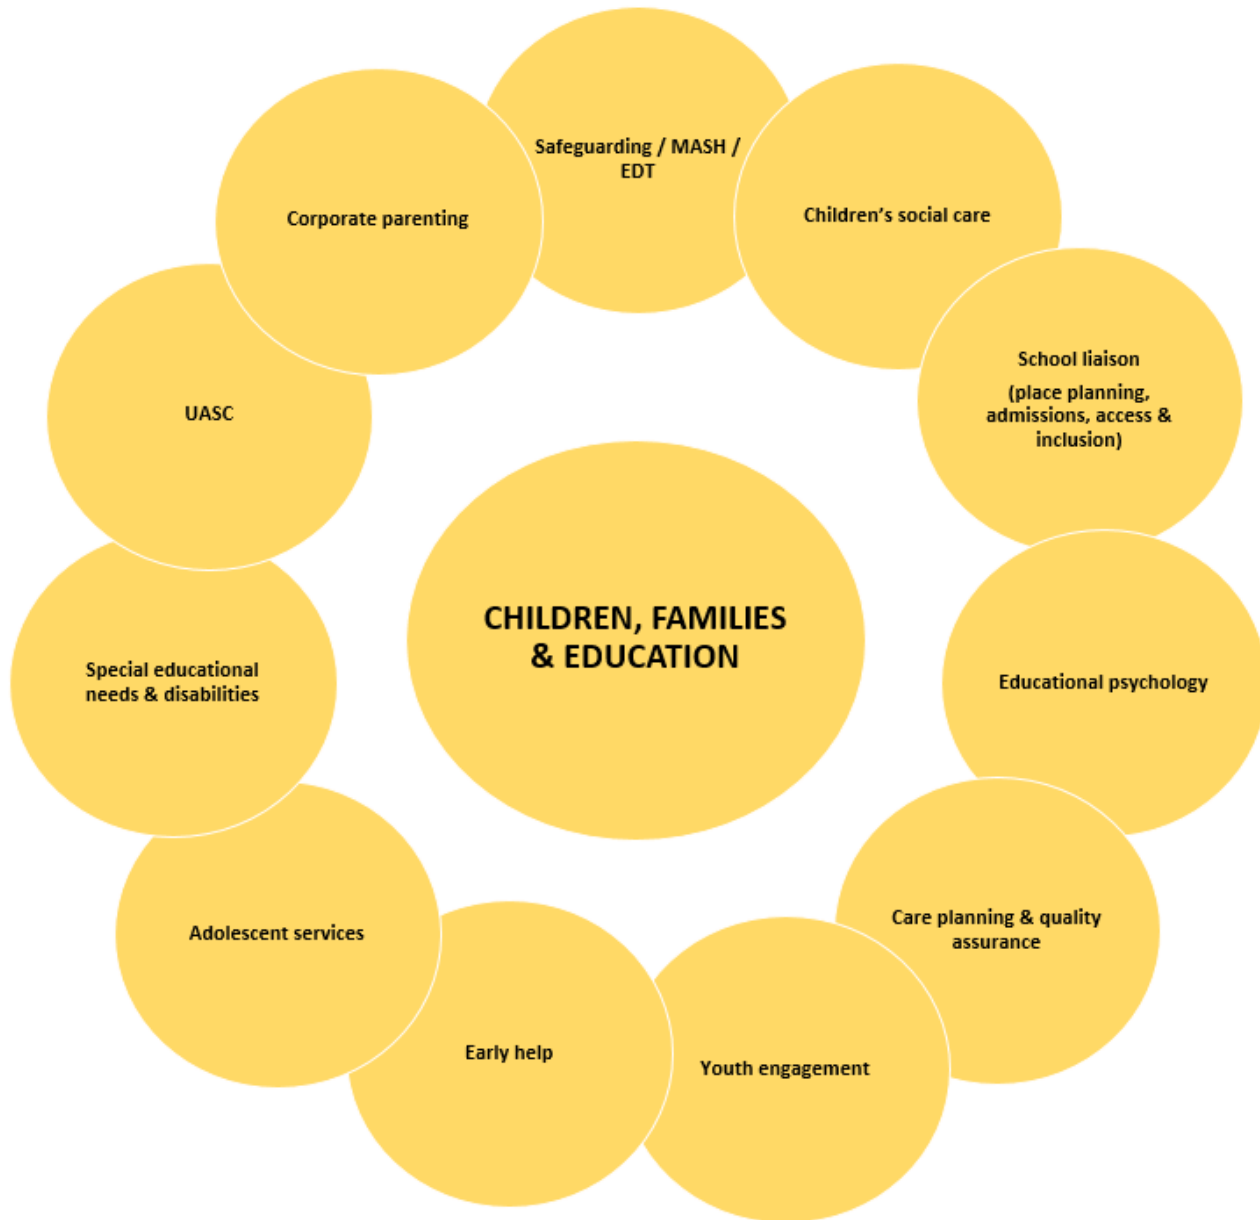 Safeguarding / MASH /
EDT
Children’s social care
School liaison
(place planning,
admissions, access &
inclusion)
Educational psychology
Care planning & quality
assurance
Youth engagement
Early help
Adolescent services
Special educational
needs & disabilities
UASC
Corporate parenting
CHILDREN, FAMILIES
& EDUCATION